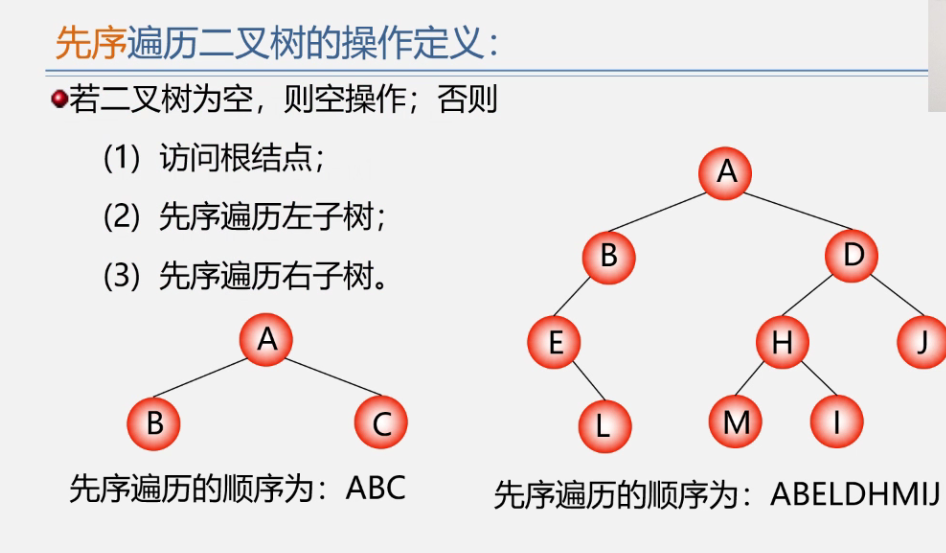 先序遍历二叉树的操作定义：
若二叉树为空，则空操作；否则
(1) 访问根结点；
(2) 先序遍历左子树；
(3) 先序遍历右子树。
A
B
C
先序遍历的顺序为：ABC
A
B
D
E
H
J
L
M
I
先序遍历的顺序为：ABELDHMIJ